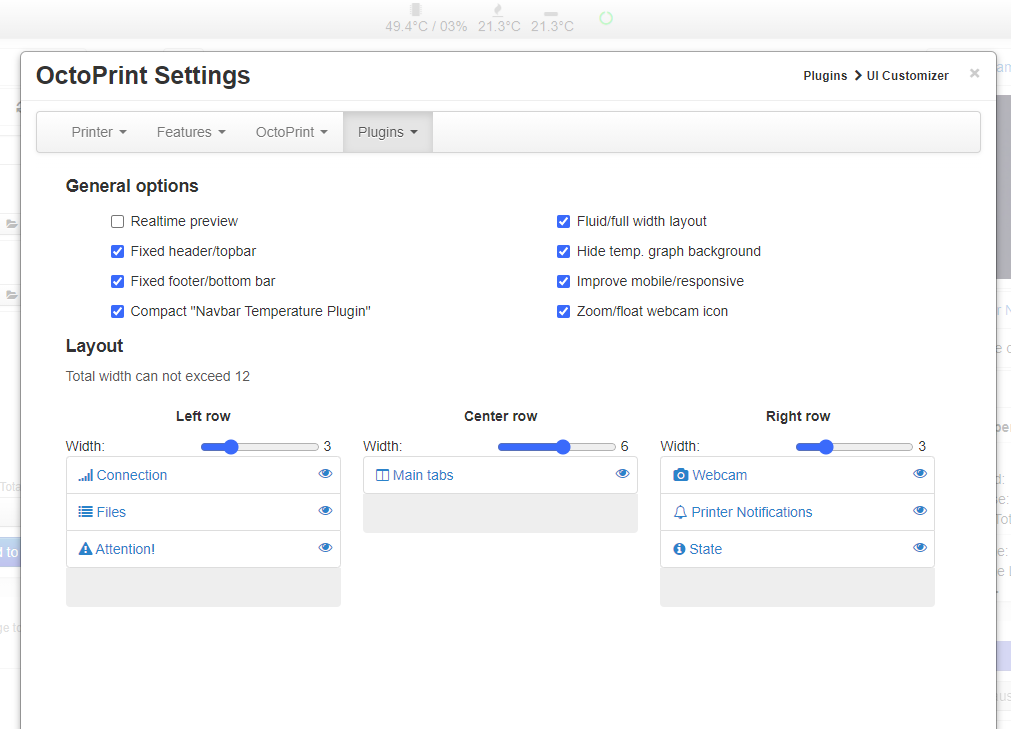 49.4°C / 03% 21.3°C 21.3°C
OctoPrint Settings
Plugins > UI Customizer ×
Printer Features OctoPrint Plugins
General options
Realtime preview
Fluid/full width layout
Fixed header/topbar
Hide temp. graph background
Fixed footer/bottom bar
Improve mobile/responsive
Compact "Navbar Temperature Plugin"
Zoom/float webcam icon
Layout
Total width can not exceed 12
Left row Center row Right row
Width: 3 Width: 6 Width: 3
Connection Main tabs Webcam
Files Printer Notifications
Attention! State